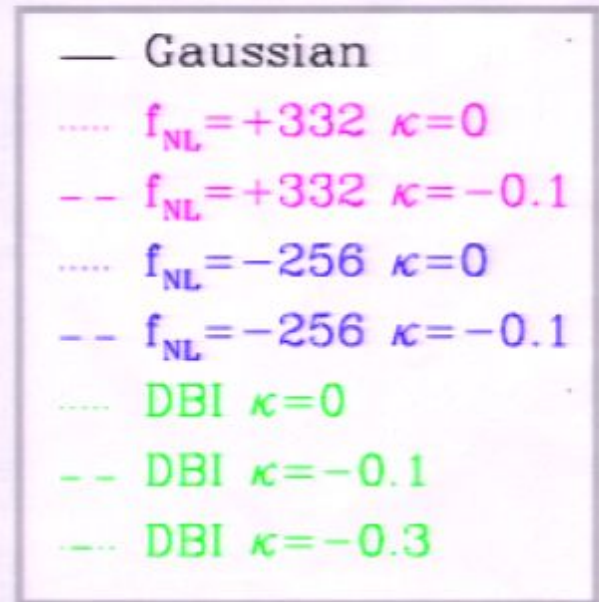 Gaussian
f_NL=+332 κ=0
f_NL=+332 κ=−0.1
f_NL=−256 κ=0
f_NL=−256 κ=−0.1
DBI κ=0
DBI κ=−0.1
DBI κ=−0.3